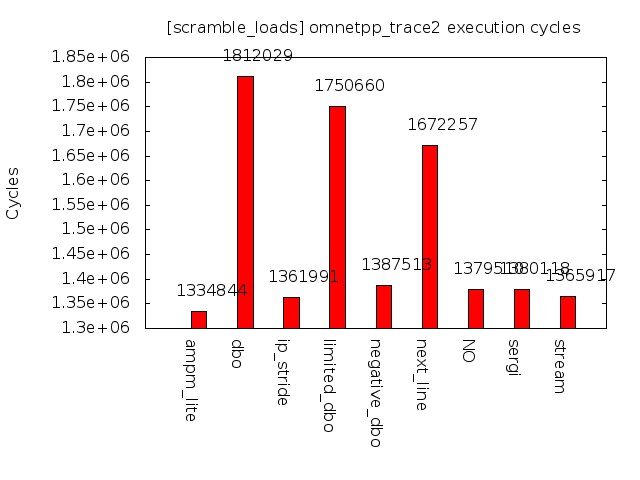 [scramble_loads] omnetpp_trace2 execution cycles
Cycles
1.85e+06
1.8e+06
1.75e+06
1.7e+06
1.65e+06
1.6e+06
1.55e+06
1.5e+06
1.45e+06
1.4e+06
1.35e+06
1.3e+06
1334844
1812029
1361991
1750660
1387513
1672257
1379510
1380118
1365917
ampm_lite
dbo
ip_stride
limited_dbo
negative_dbo
next_line
NO
sergi
stream